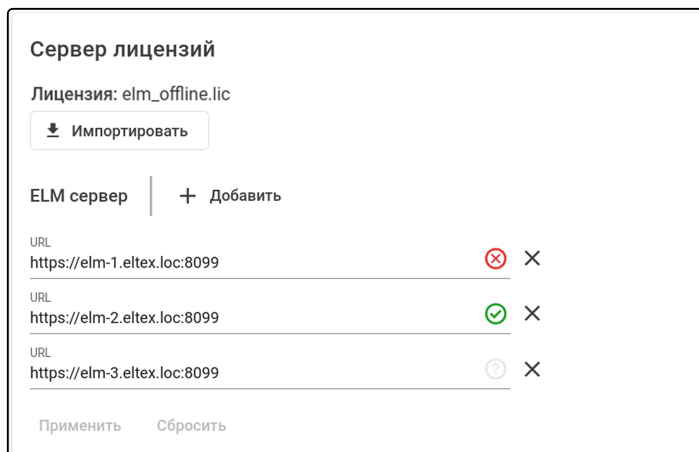 Сервер лицензий
Лицензия: elm_offline.lic
Импортировать
ELM сервер
Добавить
URL
https://elm-1.eltex.loc:8099
URL
https://elm-2.eltex.loc:8099
URL
https://elm-3.eltex.loc:8099
Применить Сбросить